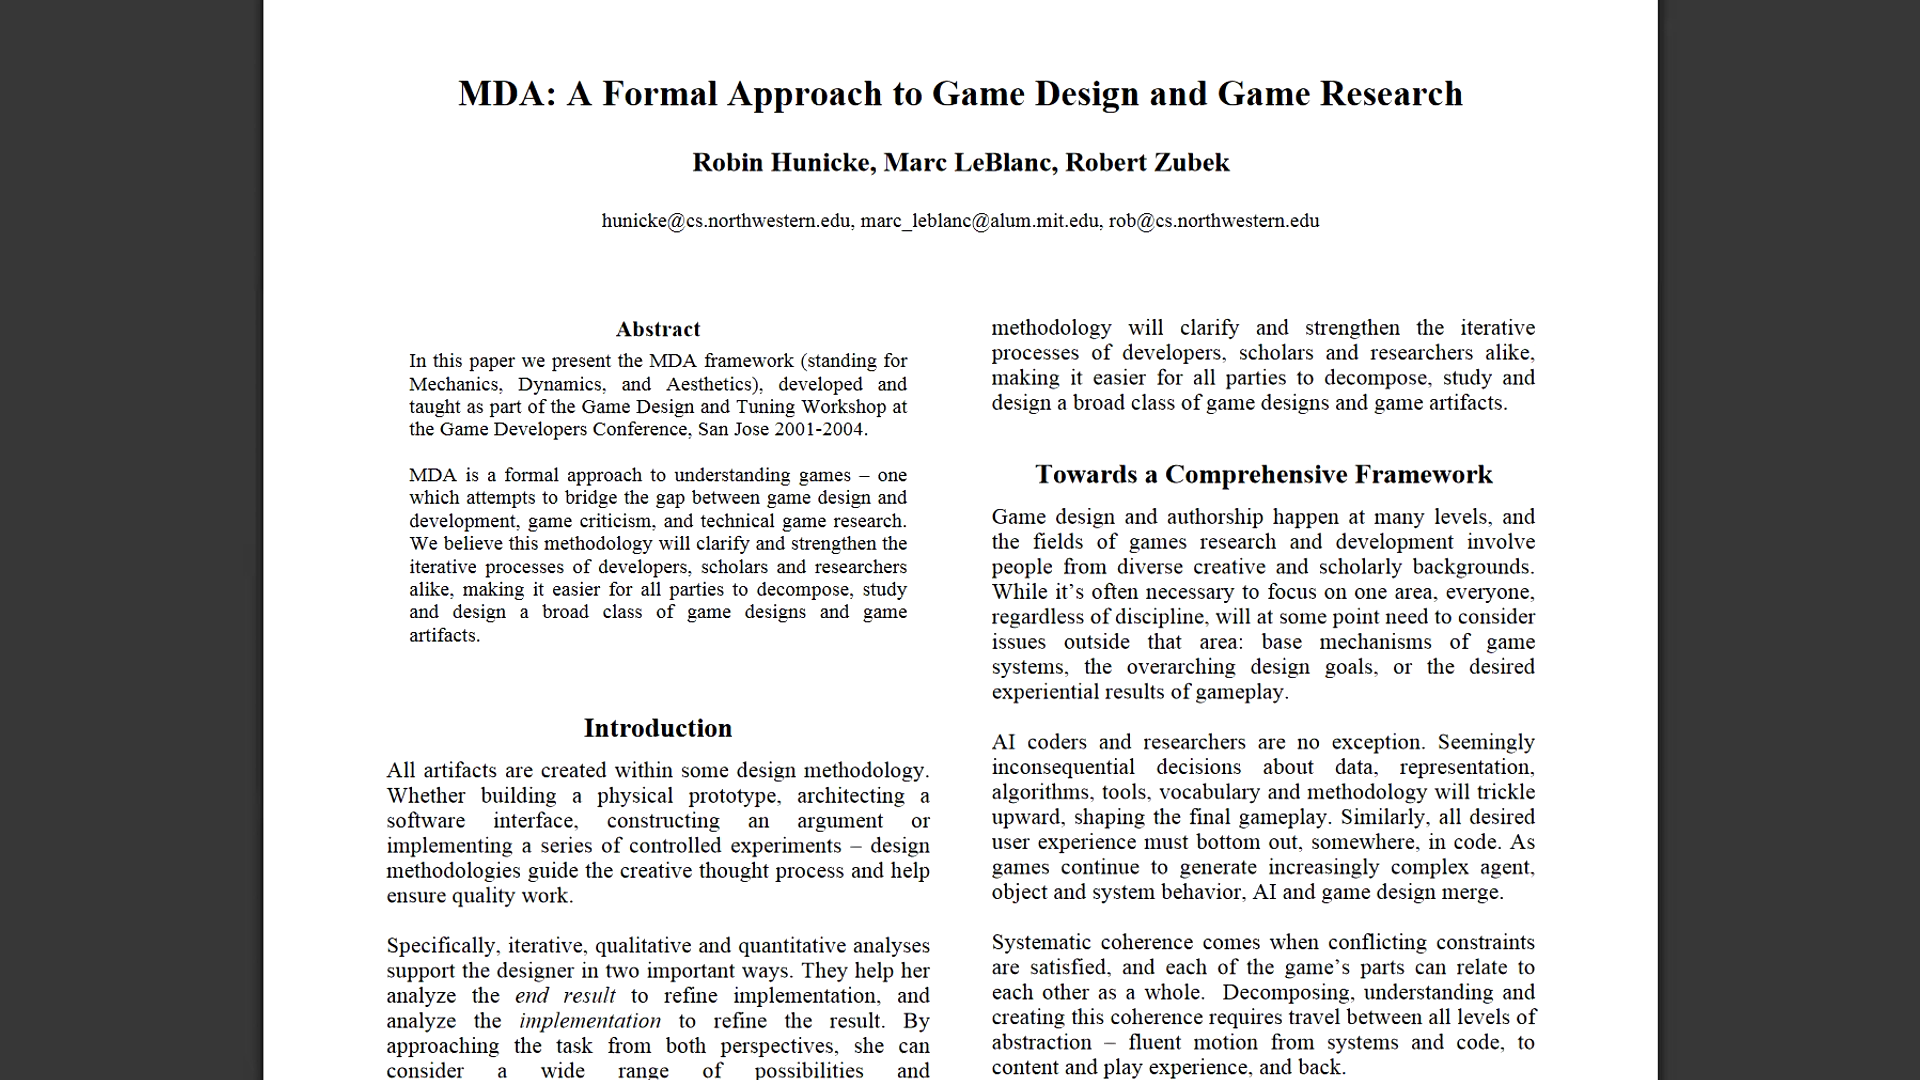 MDA: A Formal Approach to Game Design and Game Research
Robin Hunicke, Marc LeBlanc, Robert Zubek
hunicke@cs.northwestern.edu, marc_leblanc@alum.mit.edu, rob@cs.northwestern.edu
Abstract
In this paper we present the MDA framework (standing for
Mechanics, Dynamics, and Aesthetics), developed and
taught as part of the Game Design and Tuning Workshop at
the Game Developers Conference, San Jose 2001-2004.
MDA is a formal approach to understanding games – one
which attempts to bridge the gap between game design and
development, game criticism, and technical game research.
We believe this methodology will clarify and strengthen the
iterative processes of developers, scholars and researchers
alike, making it easier for all parties to decompose, study
and design a broad class of game designs and game
artifacts.
Introduction
All artifacts are created within some design methodology.
Whether building a physical prototype, architecting a
software interface, constructing an argument or
implementing a series of controlled experiments – design
methodologies guide the creative thought process and help
ensure quality work.
Specifically, iterative, qualitative and quantitative analyses
support the designer in two important ways. They help her
analyze the end result to refine implementation, and
analyze the implementation to refine the result. By
approaching the task from both perspectives, she can
consider a wide range of possibilities and
methodology will clarify and strengthen the iterative
processes of developers, scholars and researchers alike,
making it easier for all parties to decompose, study and
design a broad class of game designs and game artifacts.
Towards a Comprehensive Framework
Game design and authorship happen at many levels, and
the fields of games research and development involve
people from diverse creative and scholarly backgrounds.
While it’s often necessary to focus on one area, everyone,
regardless of discipline, will at some point need to consider
issues outside that area: base mechanisms of game
systems, the overarching design goals, or the desired
experiential results of gameplay.
AI coders and researchers are no exception. Seemingly
inconsequential decisions about data, representation,
algorithms, tools, vocabulary and methodology will trickle
upward, shaping the final gameplay. Similarly, all desired
user experience must bottom out, somewhere, in code. As
games continue to generate increasingly complex agent,
object and system behavior, AI and game design merge.
Systematic coherence comes when conflicting constraints
are satisfied, and each of the game’s parts can relate to
each other as a whole. Decomposing, understanding and
creating this coherence requires travel between all levels of
abstraction – fluent motion from systems and code, to
content and play experience, and back.